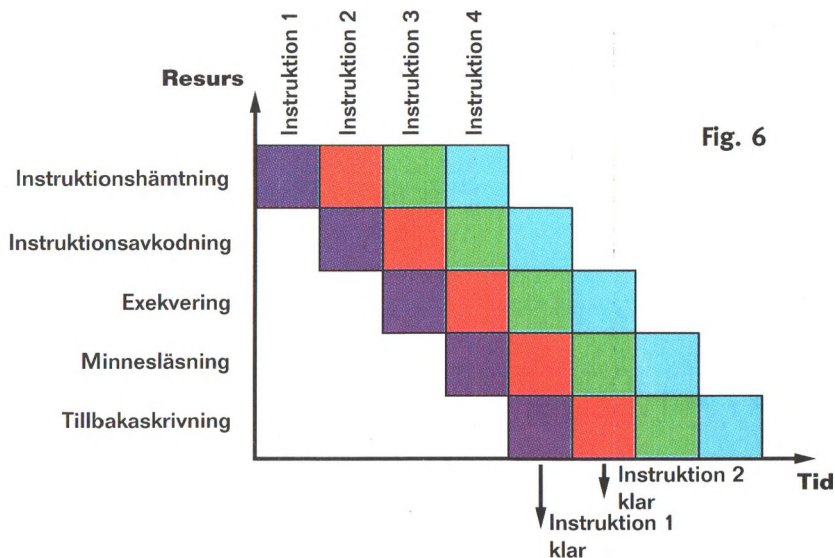 Instruktion 1
Instruktion 2
Instruktion 3
Instruktion 4
Resurs
Fig. 6
Instruktionshämtning
Instruktionsavkodning
Exekvering
Minnesläsning
Tillbakaskrivning
Tid
Instruktion 2
klar
Instruktion 1
klar